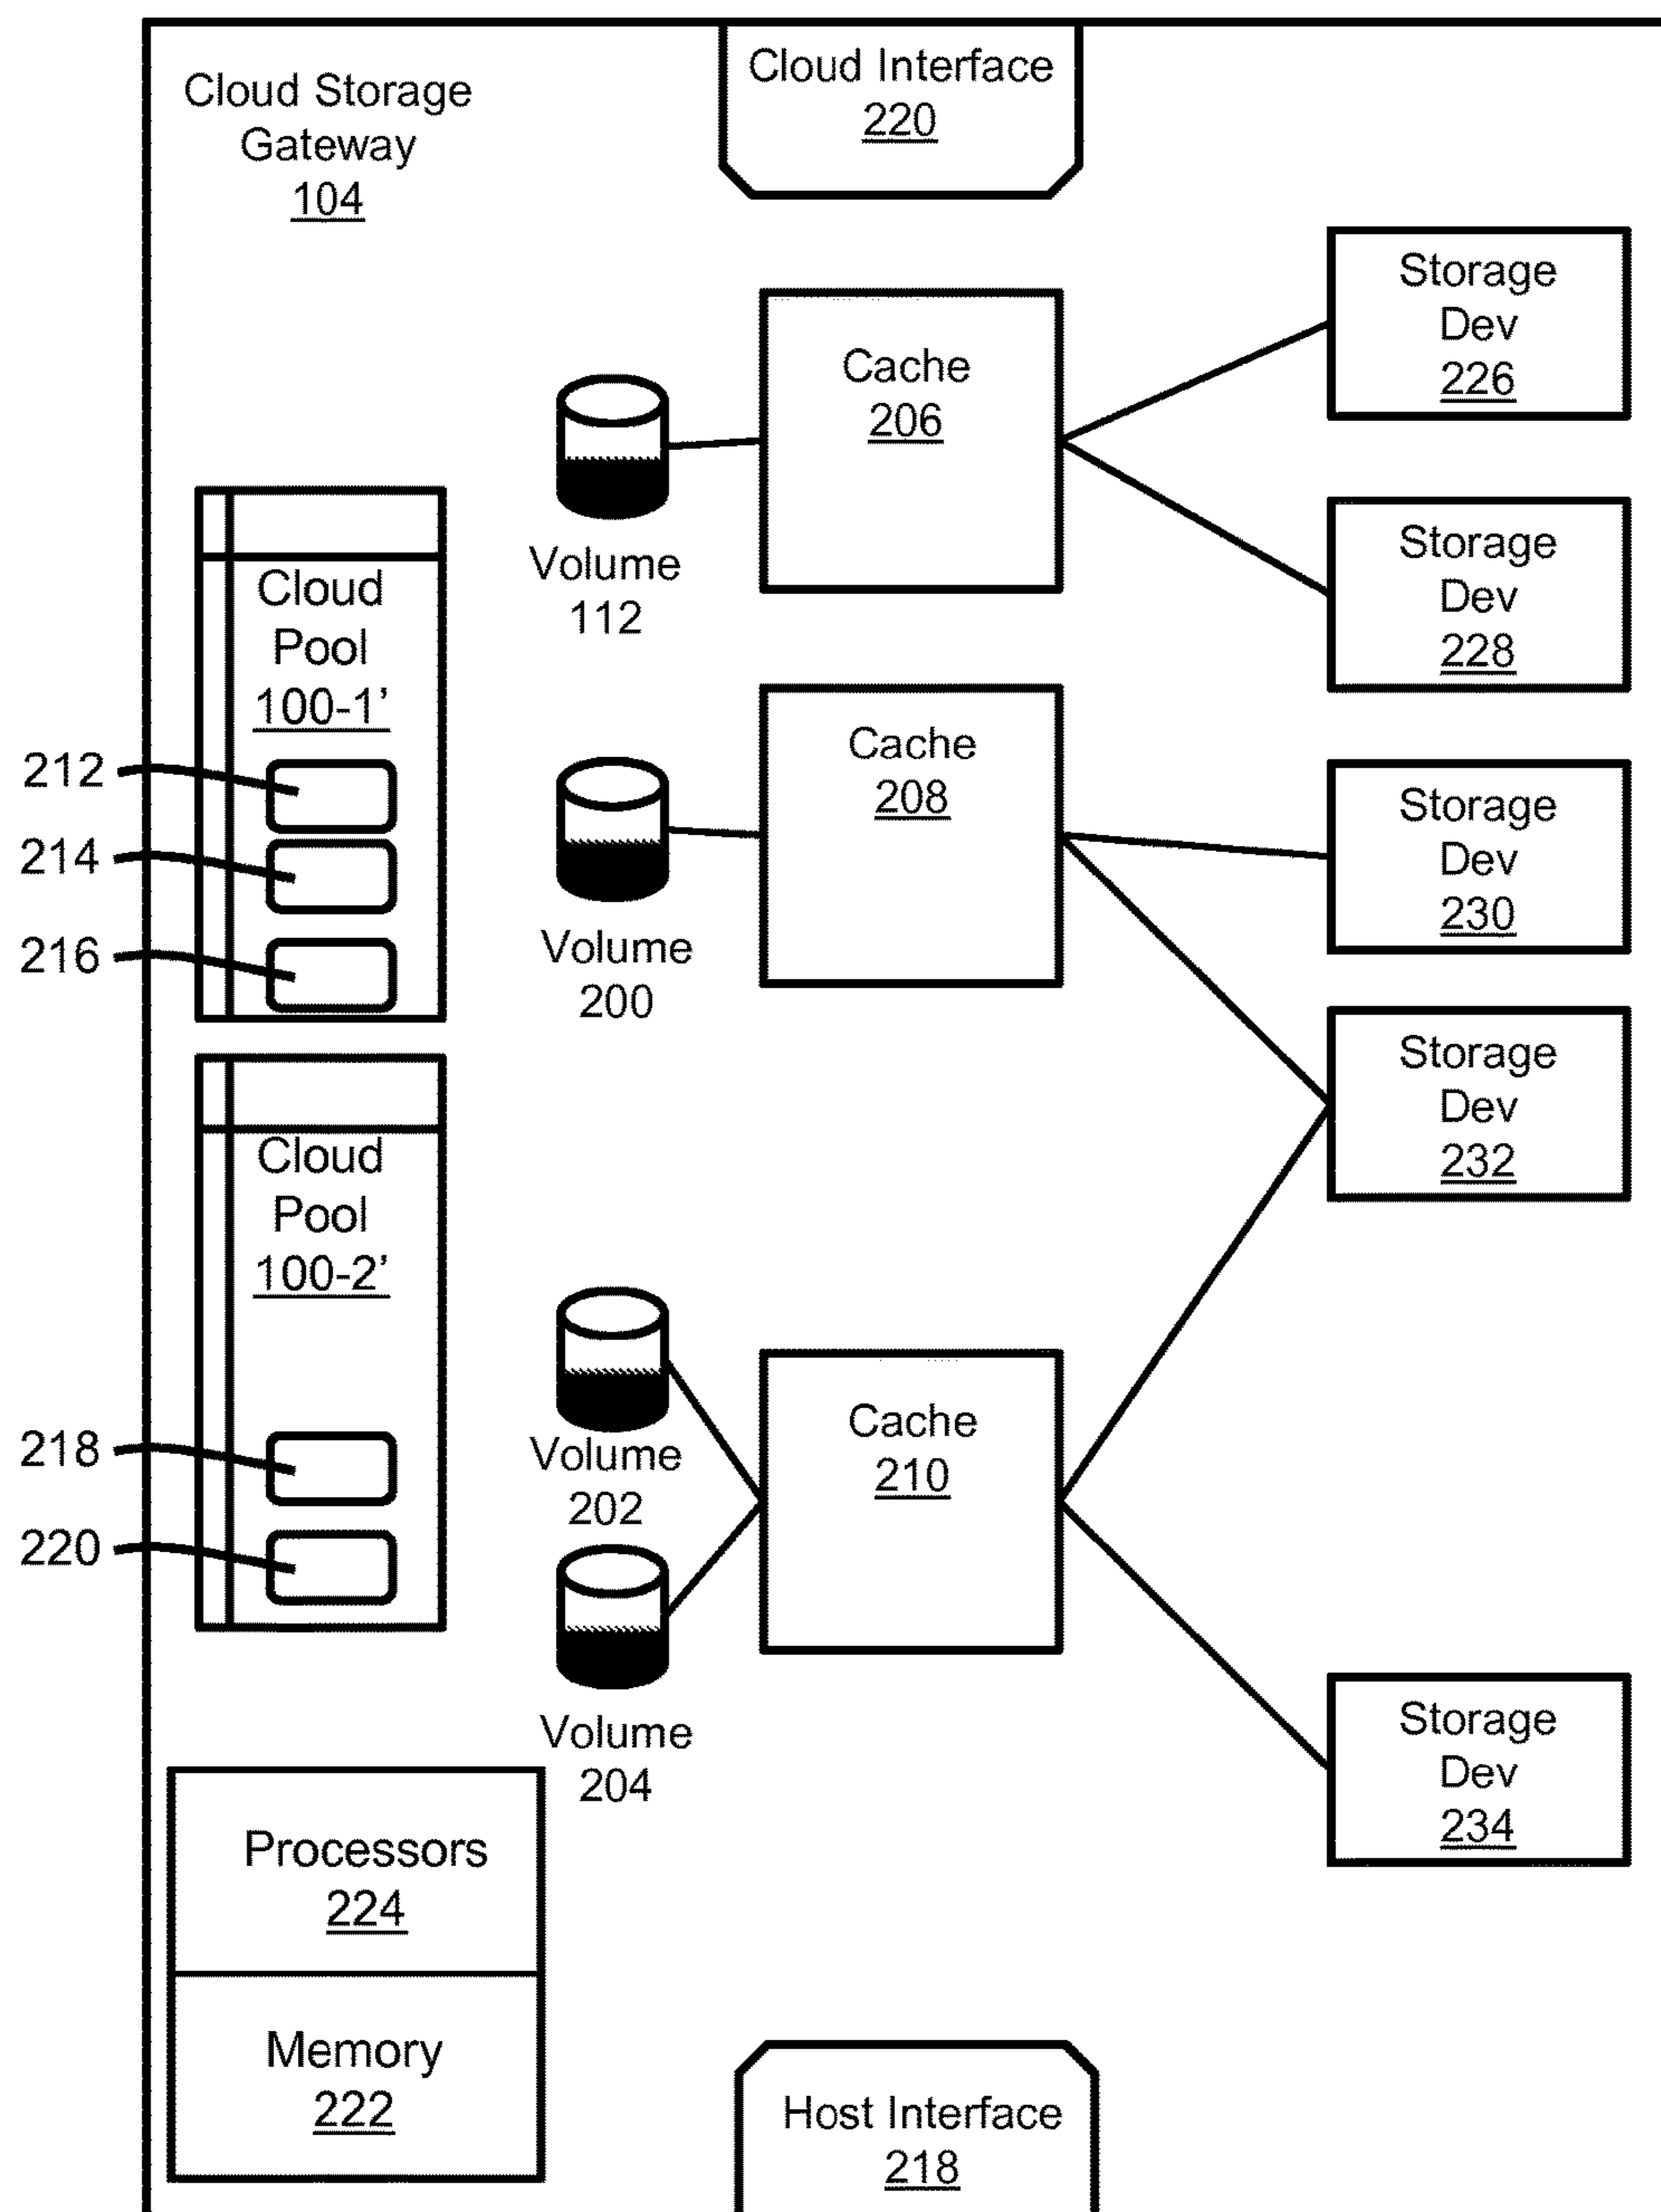 Cloud Storage
Gateway
104
Cloud Interface
220
Storage
Dev
226
Cache
206
Volume
112
Storage
Dev
228
Cloud
Pool
100-1’
212
214
216
Cache
208
Volume
200
Storage
Dev
230
Storage
Dev
232
Cloud
Pool
100-2’
218
220
Volume
202
Cache
210
Volume
204
Storage
Dev
234
Processors
224
Memory
222
Host Interface
218